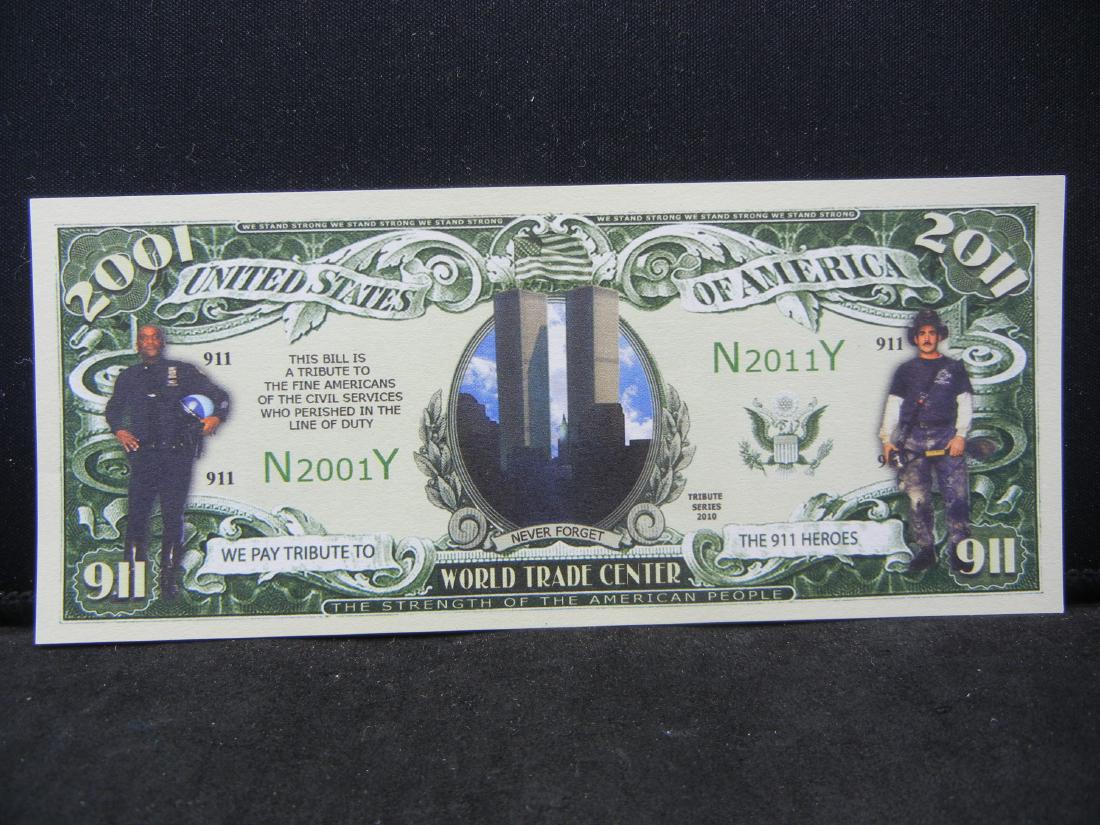 WE STAND STRONG WE STAND STRONG WE STAND STRONG
WE STAND STRONG WE STAND STRONG WE STAND STRONG
2001
2011
UNITED STATES
OF AMERICA
911
THIS BILL IS
A TRIBUTE TO
THE FINE AMERICANS
OF THE CIVIL SERVICES
WHO PERISHED IN THE
LINE OF DUTY
N2011Y
911
911
N2001Y
TRIBUTE
SERIES
2010
NEVER FORGET
WE PAY TRIBUTE TO
THE 911 HEROES
911
WORLD TRADE CENTER
911
THE STRENGTH OF THE AMERICAN PEOPLE